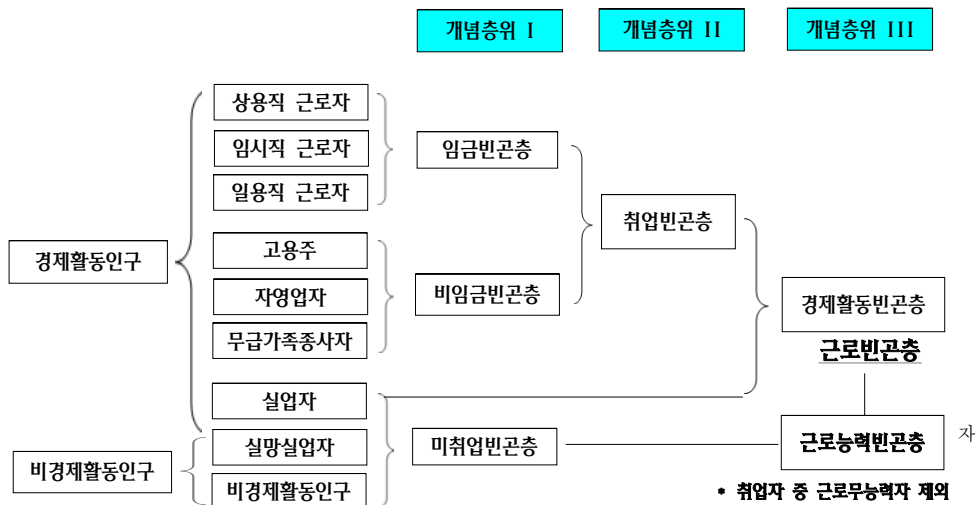 개념층위 I
개념층위 II
개념층위 III
상용직 근로자
임시직 근로자
일용직 근로자
임금빈곤층
취업빈곤층
고용주
자영업자
무급가족종사자
경제활동인구
비임금빈곤층
경제활동빈곤층
근로빈곤층
실업자
실망실업자
비경제활동인구
비경제활동인구
미취업빈곤층
근로능력빈곤층
자
* 취업자 중 근로무능력자 제외